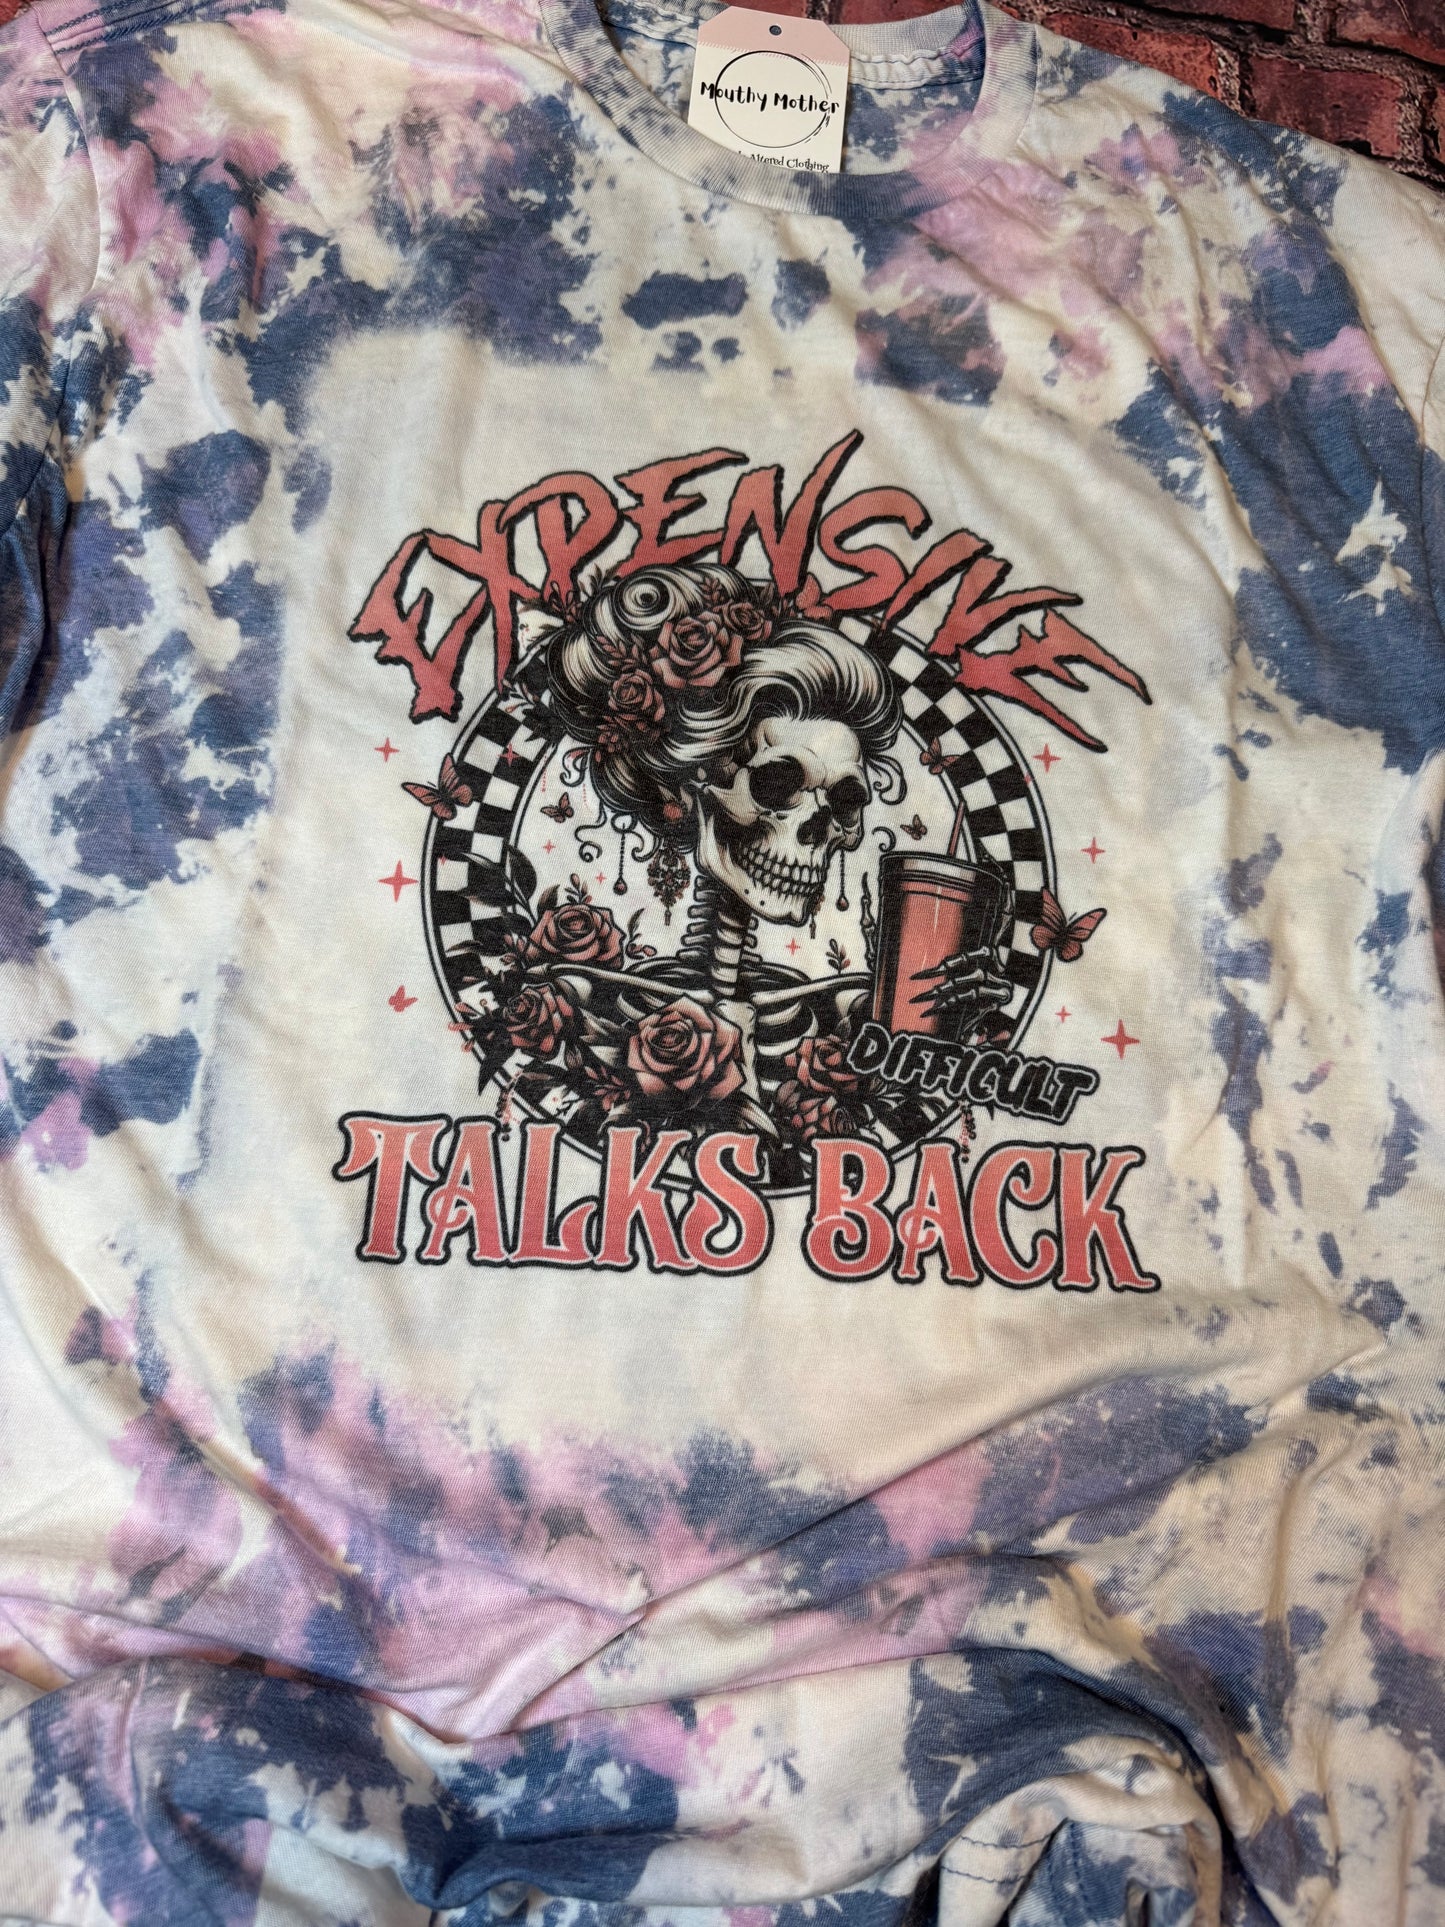 Mouthy Mother
Altered Clothing
EXPENSIVE
DIFFICULT
TALKS BACK